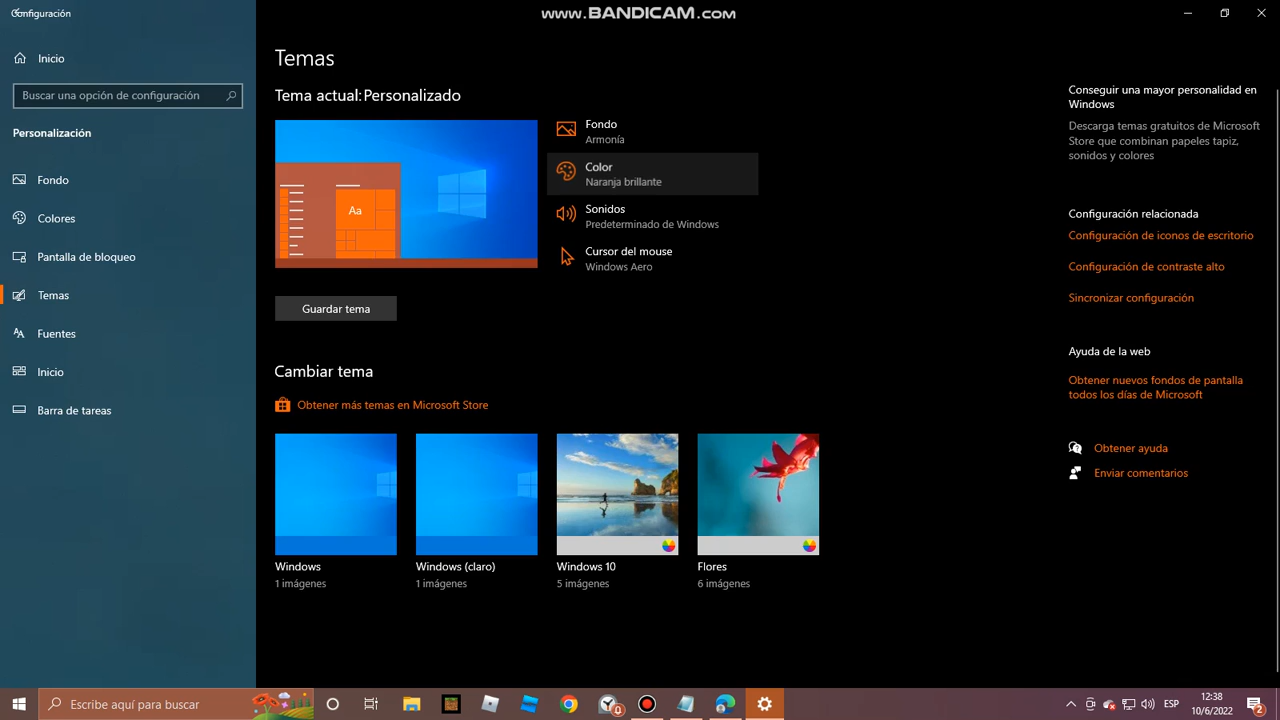 Configuración
www.BANDICAM.com
Inicio
Buscar una opción de configuración
Personalización
Fondo
Colores
Pantalla de bloqueo
Temas
Fuentes
Inicio
Barra de tareas
Temas
Tema actual: Personalizado
Aa
Fondo
Armonía
Color
Naranja brillante
Sonidos
Predeterminado de Windows
Cursor del mouse
Windows Aero
Guardar tema
Cambiar tema
Obtener más temas en Microsoft Store
Windows
1 imágenes
Windows (claro)
1 imágenes
Windows 10
5 imágenes
Flores
6 imágenes
Conseguir una mayor personalidad en
Windows
Descarga temas gratuitos de Microsoft
Store que combinan papeles tapiz,
sonidos y colores
Configuración relacionada
Configuración de iconos de escritorio
Configuración de contraste alto
Sincronizar configuración
Ayuda de la web
Obtener nuevos fondos de pantalla
todos los días de Microsoft
Obtener ayuda
Enviar comentarios
Escribe aquí para buscar
0
ESP
12:38
10/6/2022
2